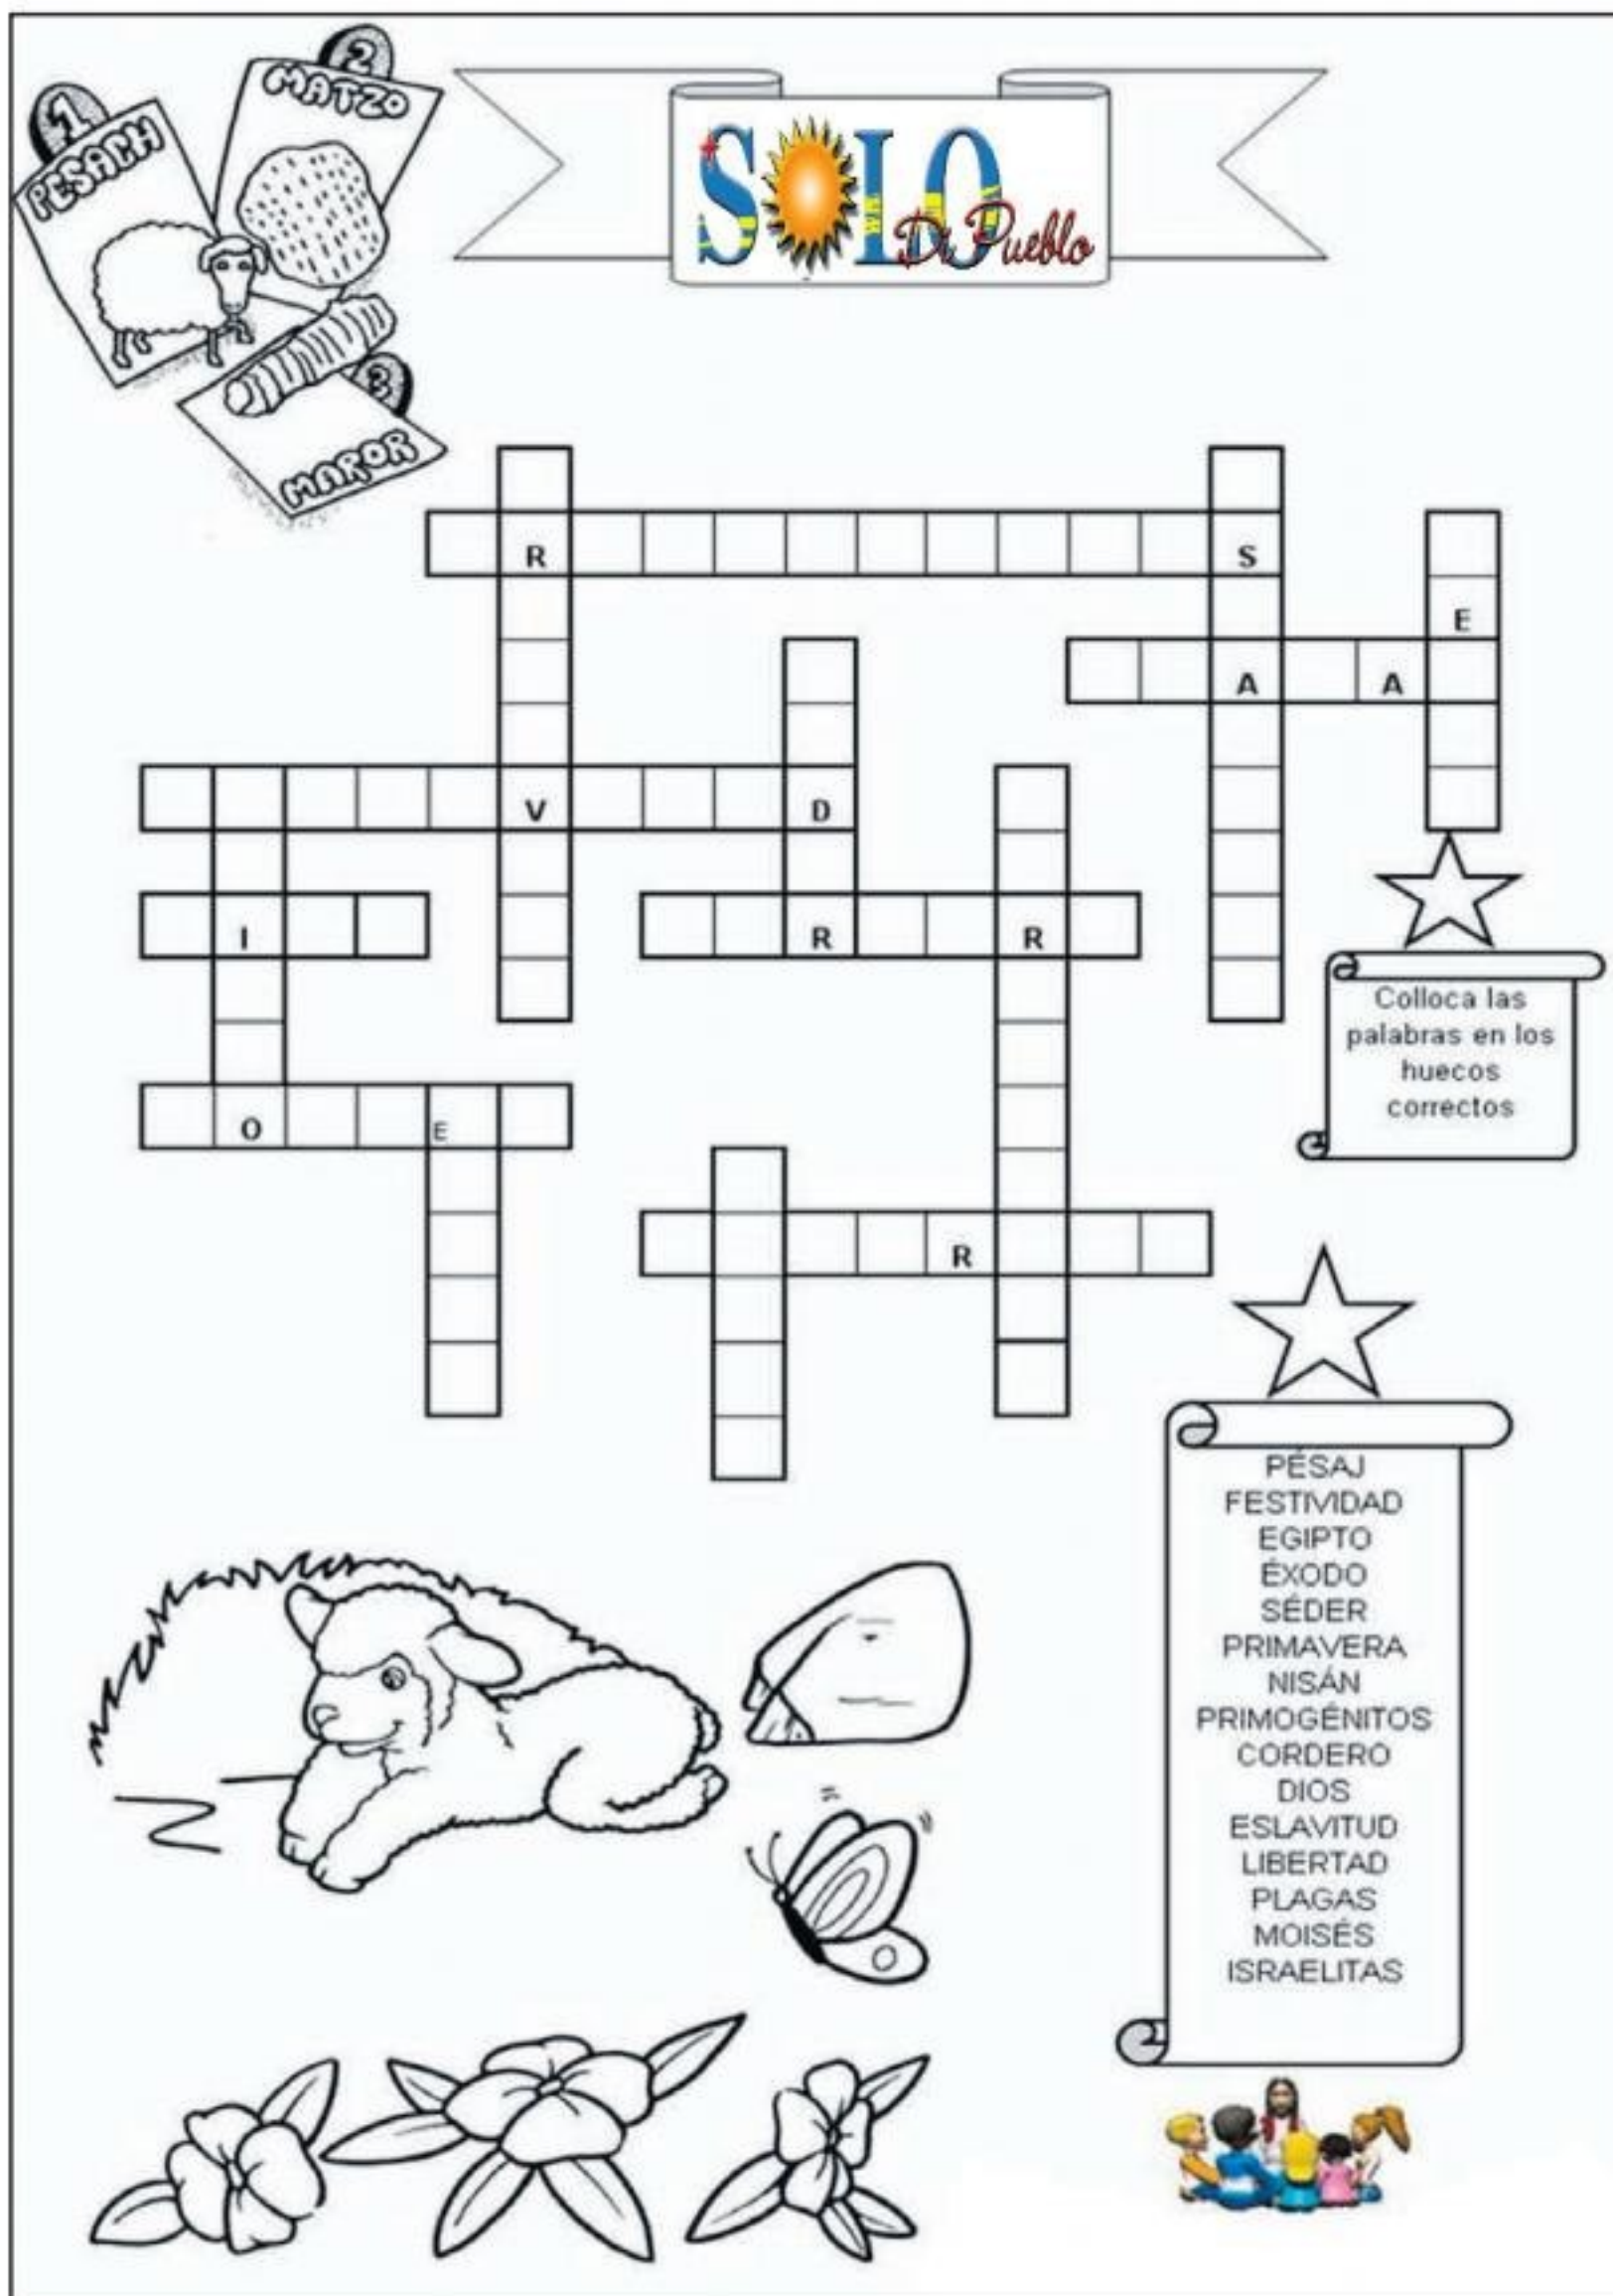 1
PESACH
2
MATZO
3
MAROR
SOLO
Di Pueblo
R
S
E
A
A
V
D
I
R
R
O
E
R
Colloca las
palabras en los
huecos
correctos
PÉSAJ
FESTIVIDAD
EGIPTO
ÉXODO
SÉDER
PRIMAVERA
NISÁN
PRIMOGÉNITOS
CORDERO
DIOS
ESLAVITUD
LIBERTAD
PLAGAS
MOISÉS
ISRAELITAS